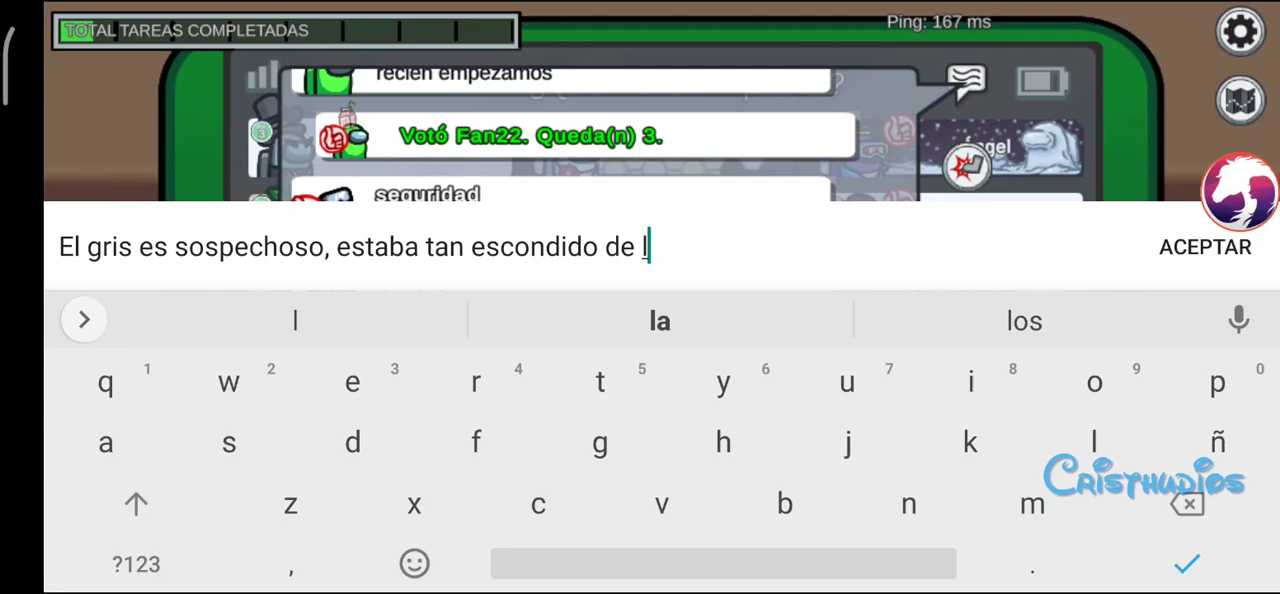 TOTAL TAREAS COMPLETADAS
Ping: 167 ms
recien empezamos
Votó Fan22. Queda(n) 3.
seguridad
El gris es sospechoso, estaba tan escondido de l
ACEPTAR
l la los
q 1 w 2 e 3 r 4 t 5 y 6 u 7 i 8 o 9 p 0
a s d f g h j k l ñ
CRISTHUDIOS
z x c v b n m
?123 , .